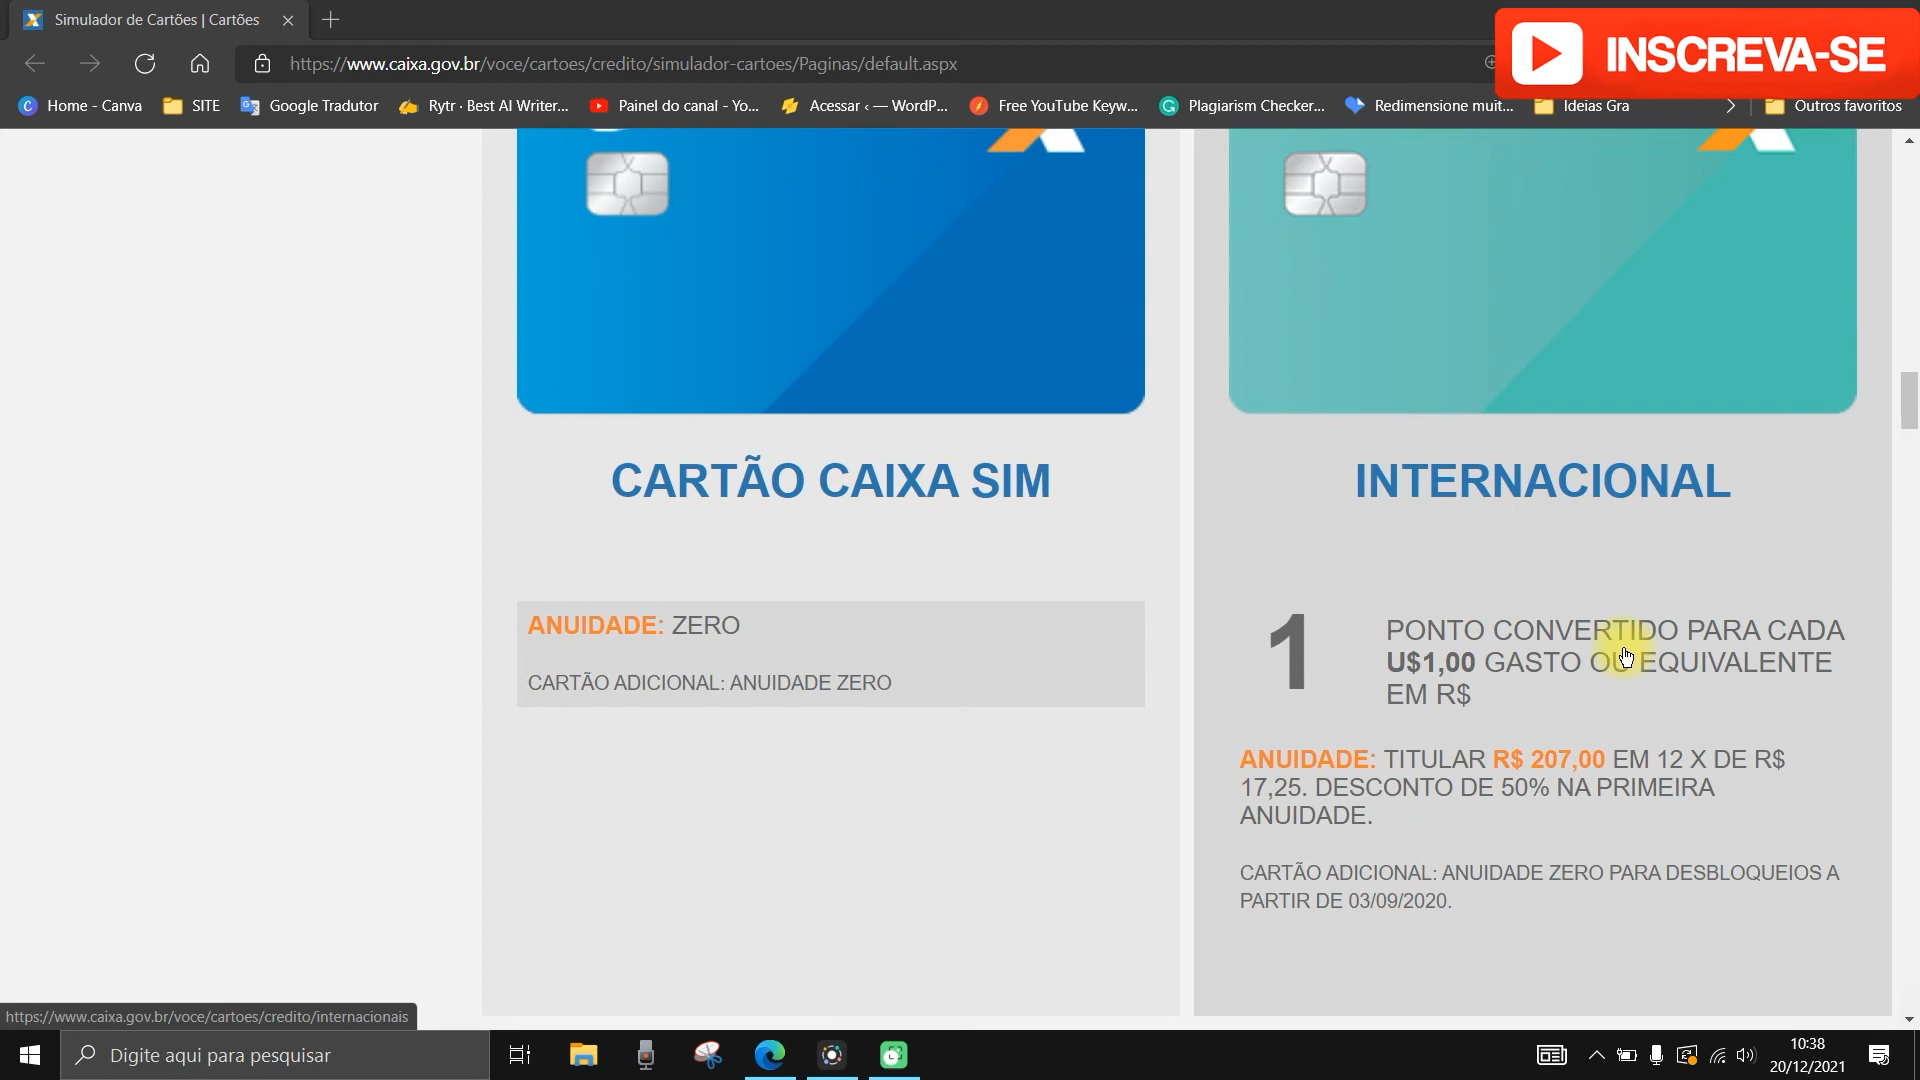 Simulador de Cartões | Cartões
INSCREVA-SE
https://www.caixa.gov.br/voce/cartoes/credito/simulador-cartoes/Paginas/default.aspx
Home - Canva SITE Google Tradutor Rytr · Best AI Writer... Painel do canal - Yo... Acessar ‹ — WordP... Free YouTube Keyw... Plagiarism Checker... Redimensione muit... Ideias Gra Outros favoritos
CARTÃO CAIXA SIM
ANUIDADE: ZERO
CARTÃO ADICIONAL: ANUIDADE ZERO
INTERNACIONAL
1
PONTO CONVERTIDO PARA CADA
U$1,00 GASTO OU EQUIVALENTE
EM R$
ANUIDADE: TITULAR R$ 207,00 EM 12 X DE R$
17,25. DESCONTO DE 50% NA PRIMEIRA
ANUIDADE.
CARTÃO ADICIONAL: ANUIDADE ZERO PARA DESBLOQUEIOS A
PARTIR DE 03/09/2020.
https://www.caixa.gov.br/voce/cartoes/credito/internacionais
Digite aqui para pesquisar
10:38
20/12/2021